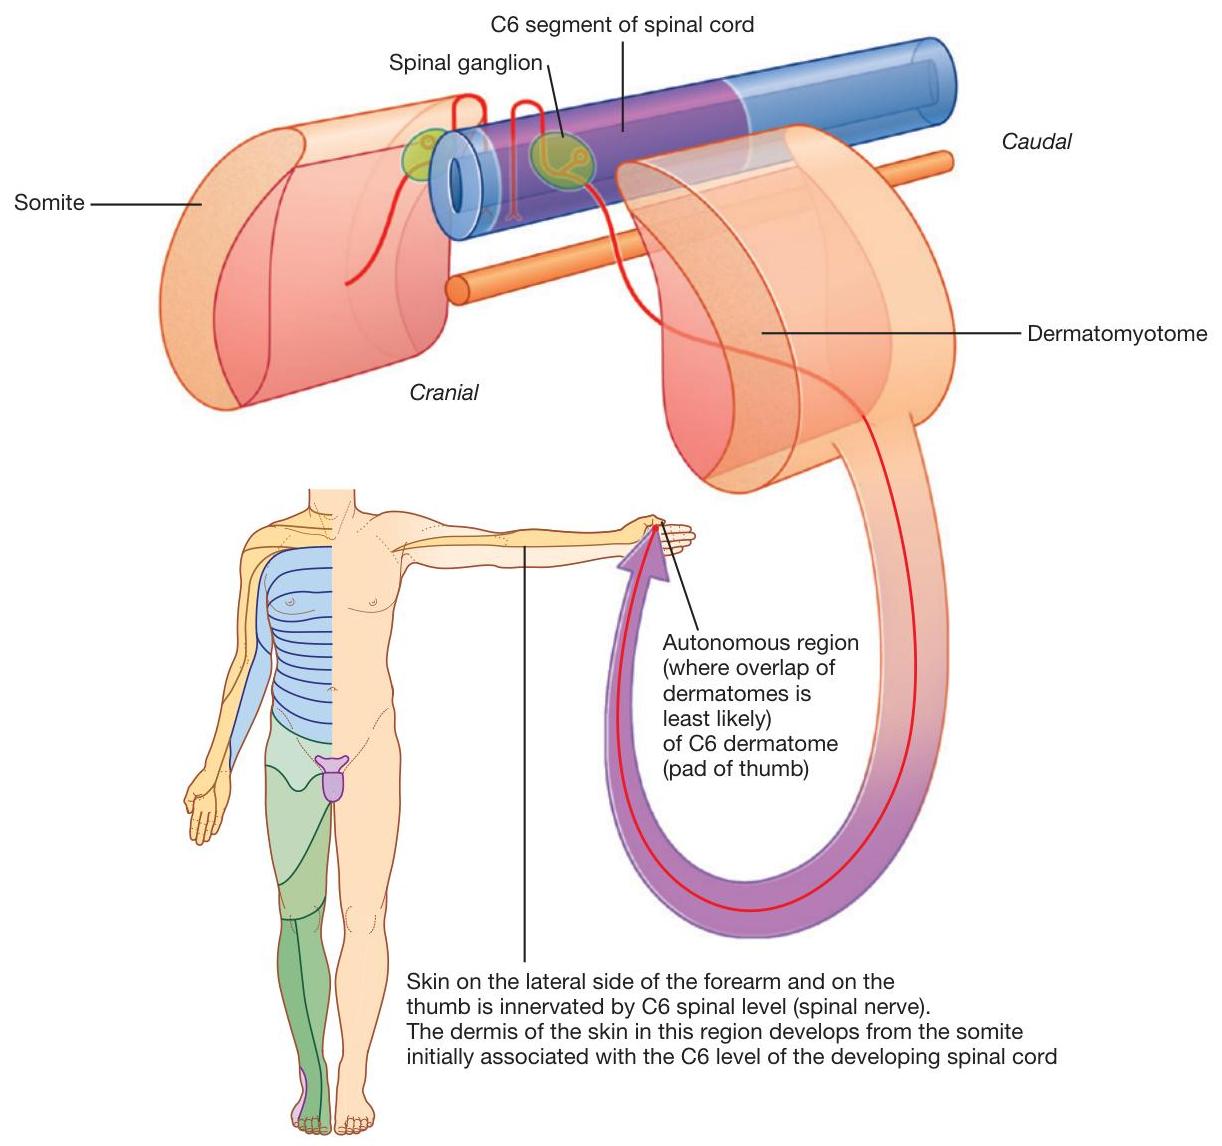 C6 segment of spinal cord
Spinal ganglion
Caudal
Somite
Dermatomyotome
Cranial
Autonomous region
(where overlap of
dermatomes is
least likely)
of C6 dermatome
(pad of thumb)
Skin on the lateral side of the forearm and on the
thumb is innervated by C6 spinal level (spinal nerve).
The dermis of the skin in this region develops from the somite
initially associated with the C6 level of the developing spinal cord